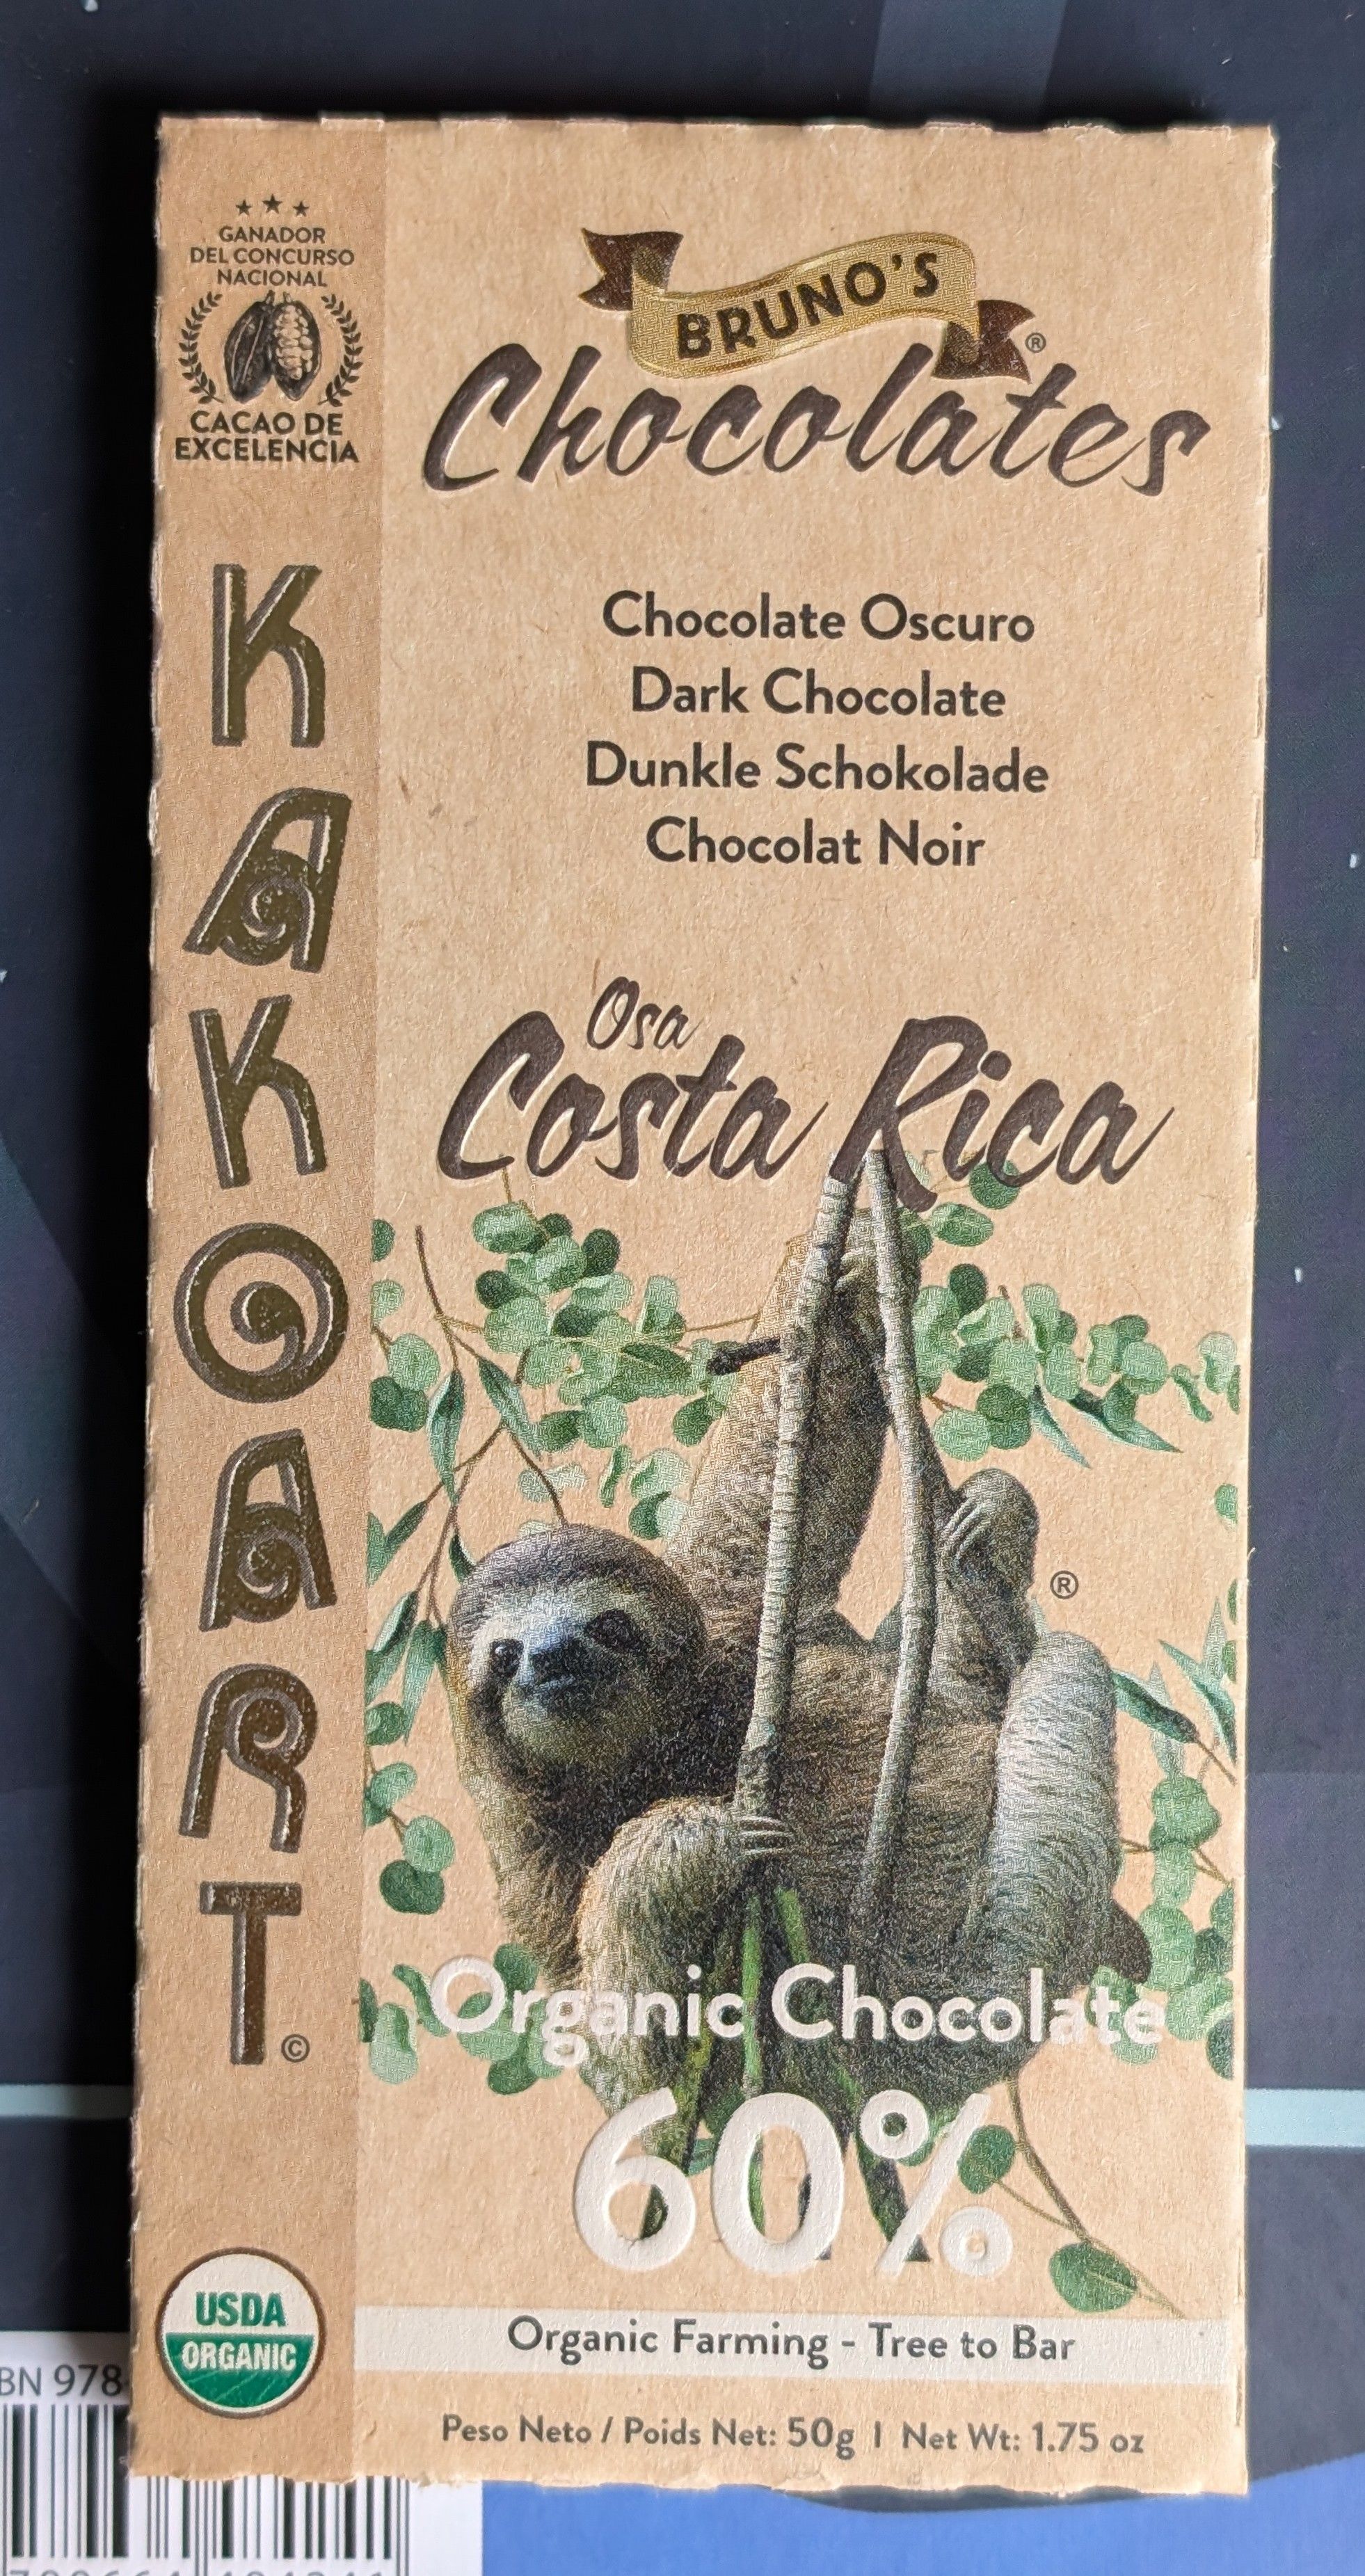 GANADOR
DEL CONCURSO
NACIONAL
CACAO DE
EXCELENCIA
KAKOART©
USDA
ORGANIC
BRUNO'S
®
Chocolates
Chocolate Oscuro
Dark Chocolate
Dunkle Schokolade
Chocolat Noir
Osa
Costa Rica
®
Organic Chocolate
60%
Organic Farming - Tree to Bar
Peso Neto / Poids Net: 50g | Net Wt: 1.75 oz
978